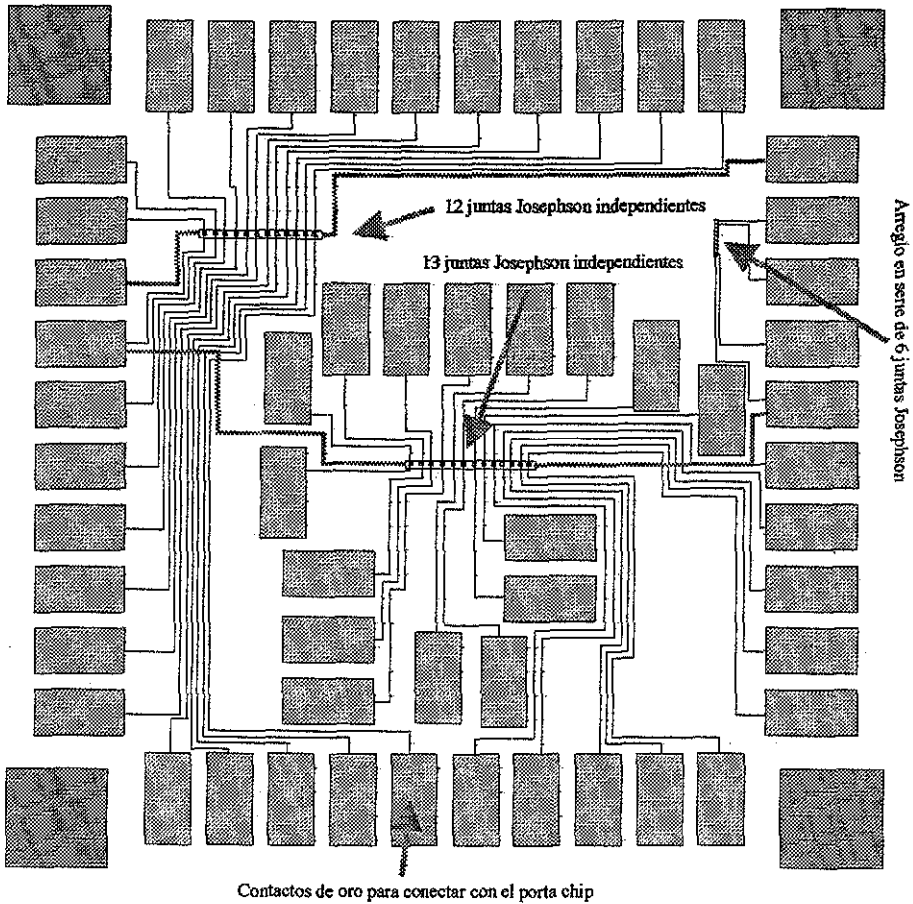 12 juntas Josephson independientes
13 juntas Josephson independientes
Arreglo en serie de 6 juntas Josephson
Contactos de oro para conectar con el porta chip